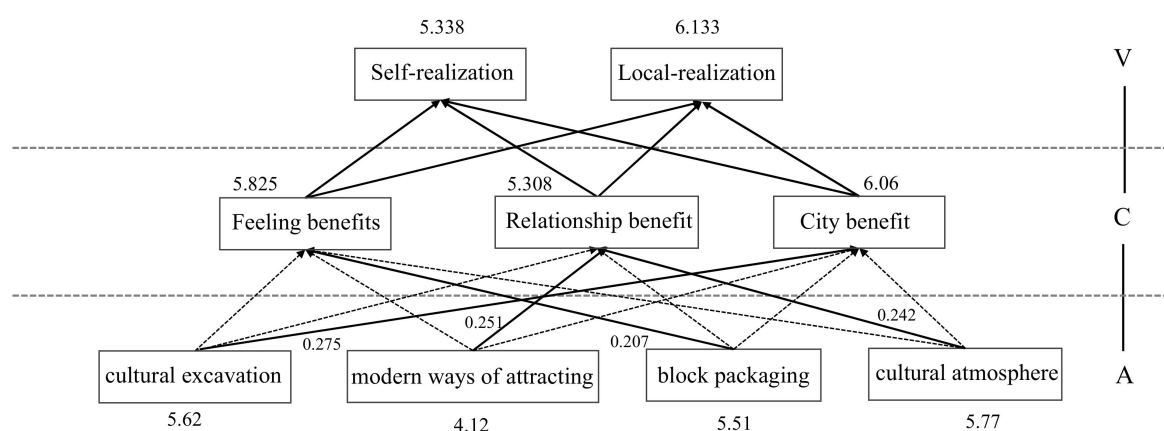 5.338
6.133
Self-realization
Local-realization
V
5.825
5.308
6.06
Feeling benefits
Relationship benefit
City benefit
C
0.275
0.251
0.207
0.242
cultural excavation
modern ways of attracting
block packaging
cultural atmosphere
A
5.62
4.12
5.51
5.77